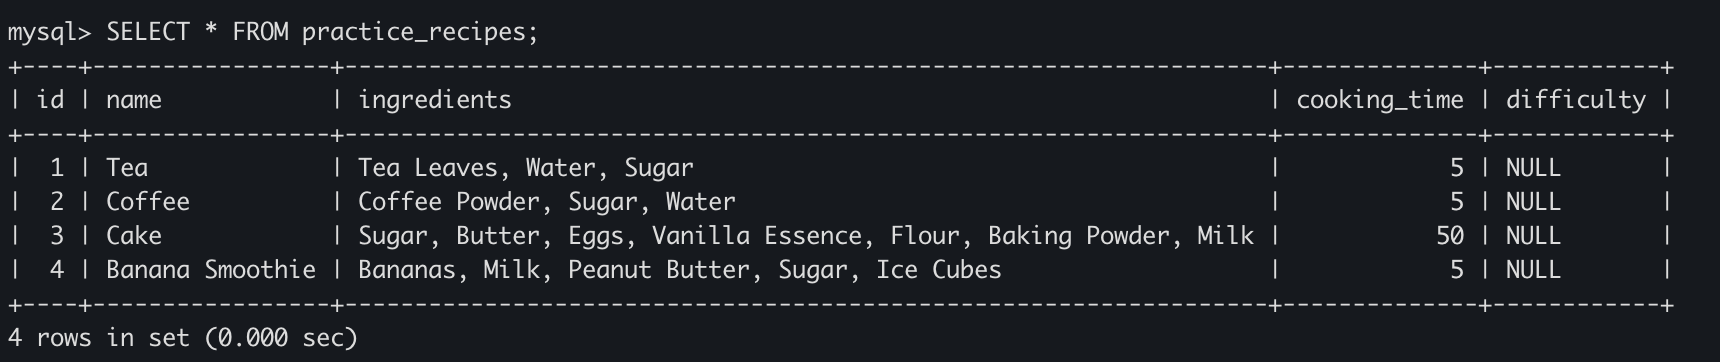 mysql> SELECT * FROM practice_recipes;
+----+-----------------+------------------------------------------------------------------+--------------+------------+
| id | name            | ingredients                                                      | cooking_time | difficulty |
+----+-----------------+------------------------------------------------------------------+--------------+------------+
|  1 | Tea             | Tea Leaves, Water, Sugar                                         |            5 | NULL       |
|  2 | Coffee          | Coffee Powder, Sugar, Water                                      |            5 | NULL       |
|  3 | Cake            | Sugar, Butter, Eggs, Vanilla Essence, Flour, Baking Powder, Milk |           50 | NULL       |
|  4 | Banana Smoothie | Bananas, Milk, Peanut Butter, Sugar, Ice Cubes                   |            5 | NULL       |
+----+-----------------+------------------------------------------------------------------+--------------+------------+
4 rows in set (0.000 sec)